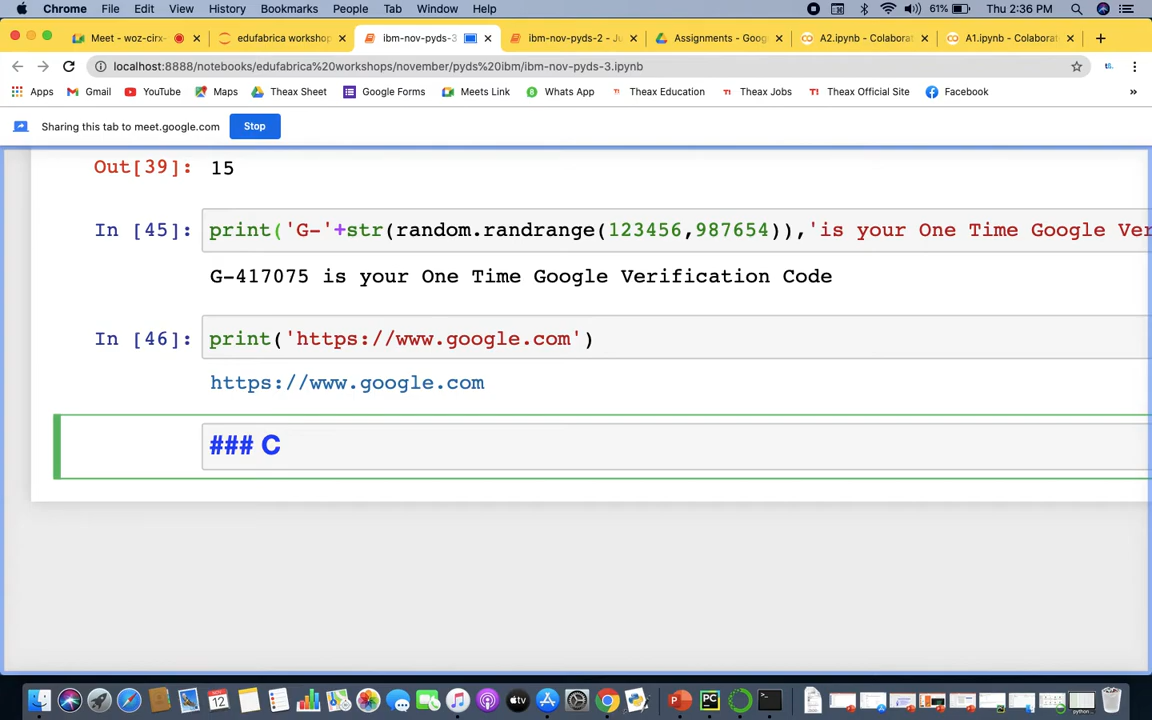 Chrome File Edit View History Bookmarks People Tab Window Help 61% Thu 2:36 PM
Meet - woz-cirx- edufabrica workshop ibm-nov-pyds-3 ibm-nov-pyds-2 - Ju Assignments - Goog A2.ipynb - Colaborat A1.ipynb - Colaborat
localhost:8888/notebooks/edufabrica%20workshops/november/pyds%20ibm/ibm-nov-pyds-3.ipynb
Apps Gmail YouTube Maps Theax Sheet Google Forms Meets Link Whats App Theax Education Theax Jobs Theax Official Site Facebook »
Sharing this tab to meet.google.com Stop
Out[39]: 15
In [45]: print('G-'+str(random.randrange(123456,987654)),'is your One Time Google Ver
G-417075 is your One Time Google Verification Code
In [46]: print('https://www.google.com')
https://www.google.com
### C